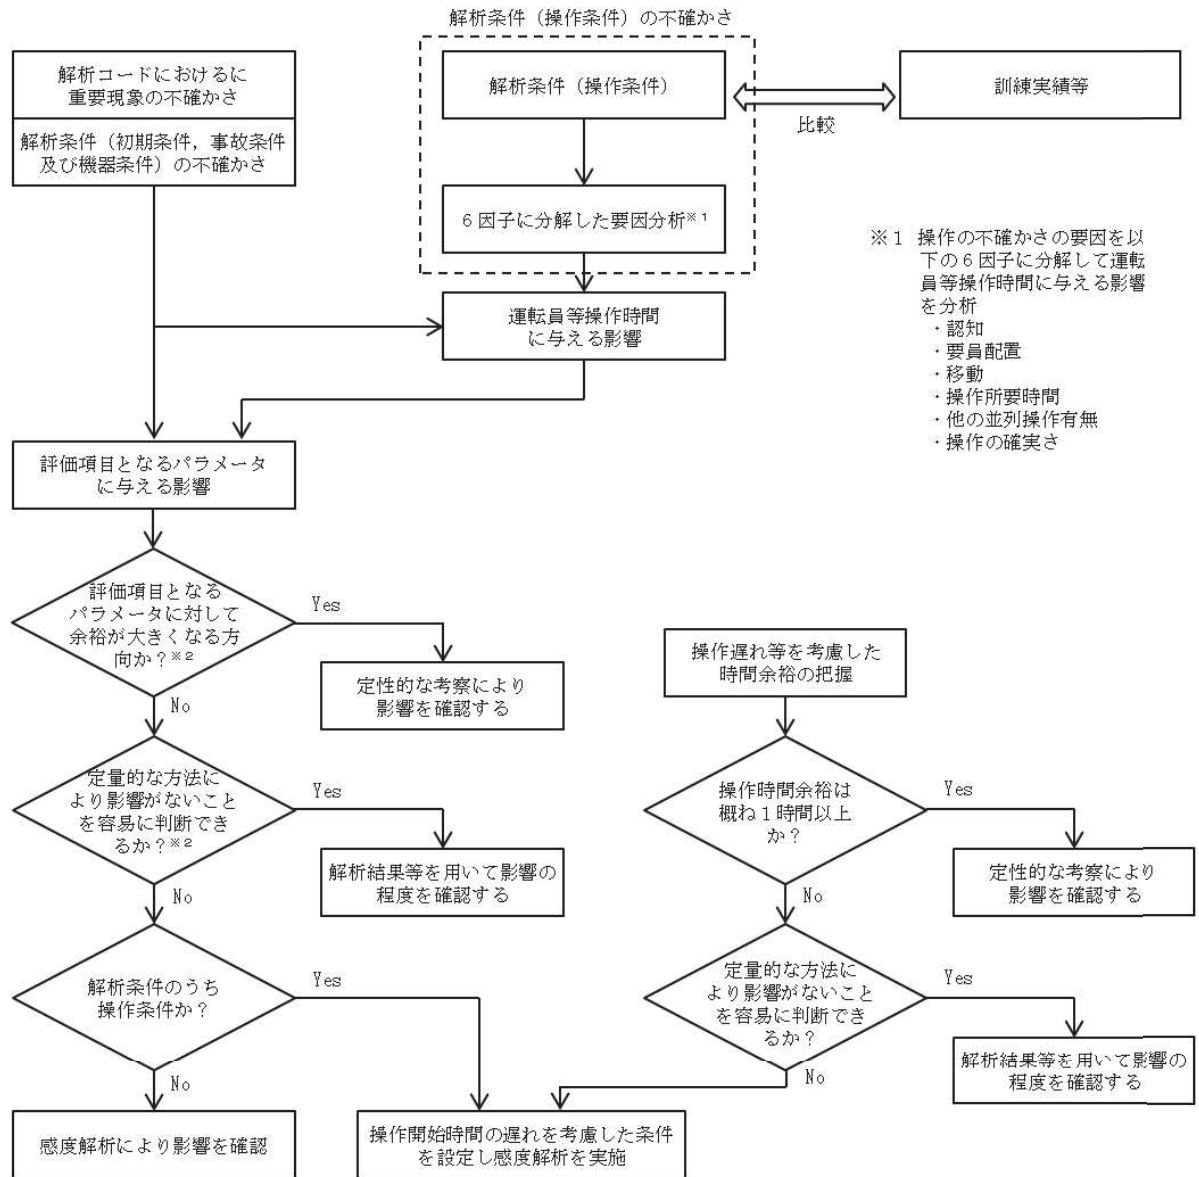 解析条件（操作条件）の不確かさ
解析コードにおけるに
重要現象の不確かさ
解析条件（初期条件，事故条件
及び機器条件）の不確かさ
解析条件（操作条件）
比較
訓練実績等
6因子に分解した要因分析※1
※1 操作の不確かさの要因を以
下の6因子に分解して運転
員等操作時間に与える影響
を分析
・認知
・要員配置
・移動
・操作所要時間
・他の並列操作有無
・操作の確実さ
運転員等操作時間
に与える影響
評価項目となるパラメータ
に与える影響
評価項目となる
パラメータに対して
余裕が大きくなる方
向か？※2
Yes
定性的な考察により
影響を確認する
No
定量的な方法に
より影響がないこと
を容易に判断でき
るか？※2
Yes
解析結果等を用いて影響の
程度を確認する
No
解析条件のうち
操作条件か？
Yes
No
感度解析により影響を確認
操作遅れ等を考慮した
時間余裕の把握
操作時間余裕は
概ね1時間以上
か？
Yes
定性的な考察により
影響を確認する
No
定量的な方法に
より影響がないこと
を容易に判断でき
るか？
Yes
解析結果等を用いて影響の
程度を確認する
No
操作開始時間の遅れを考慮した条件
を設定し感度解析を実施